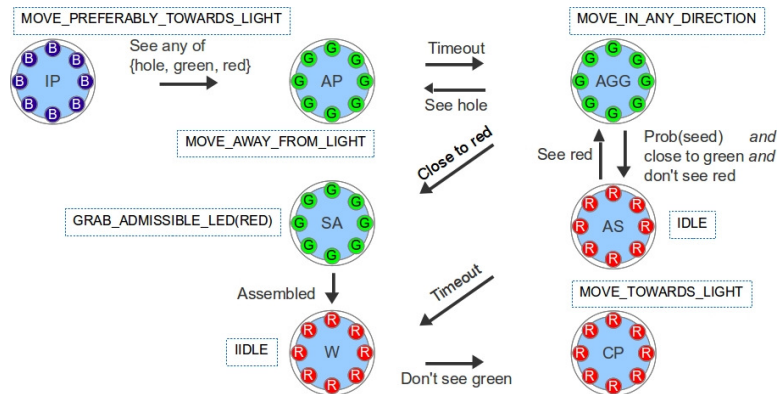 MOVE_PREFERABLY_TOWARDS_LIGHT
MOVE_IN_ANY_DIRECTION
See any of
{hole, green, red}
B B B B B B B B
IP
G G G G G G G G
AP
Timeout
See hole
G G G G G G G G
AGG
MOVE_AWAY_FROM_LIGHT
Close to red
See red
Prob(seed) and
close to green and
don't see red
GRAB_ADMISSIBLE_LED(RED)
G G G G G G G G
SA
R R R R R R R R
AS
IDLE
Assembled
Timeout
MOVE_TOWARDS_LIGHT
IIDLE
R R R R R R R R
W
Don't see green
R R R R R R R R
CP